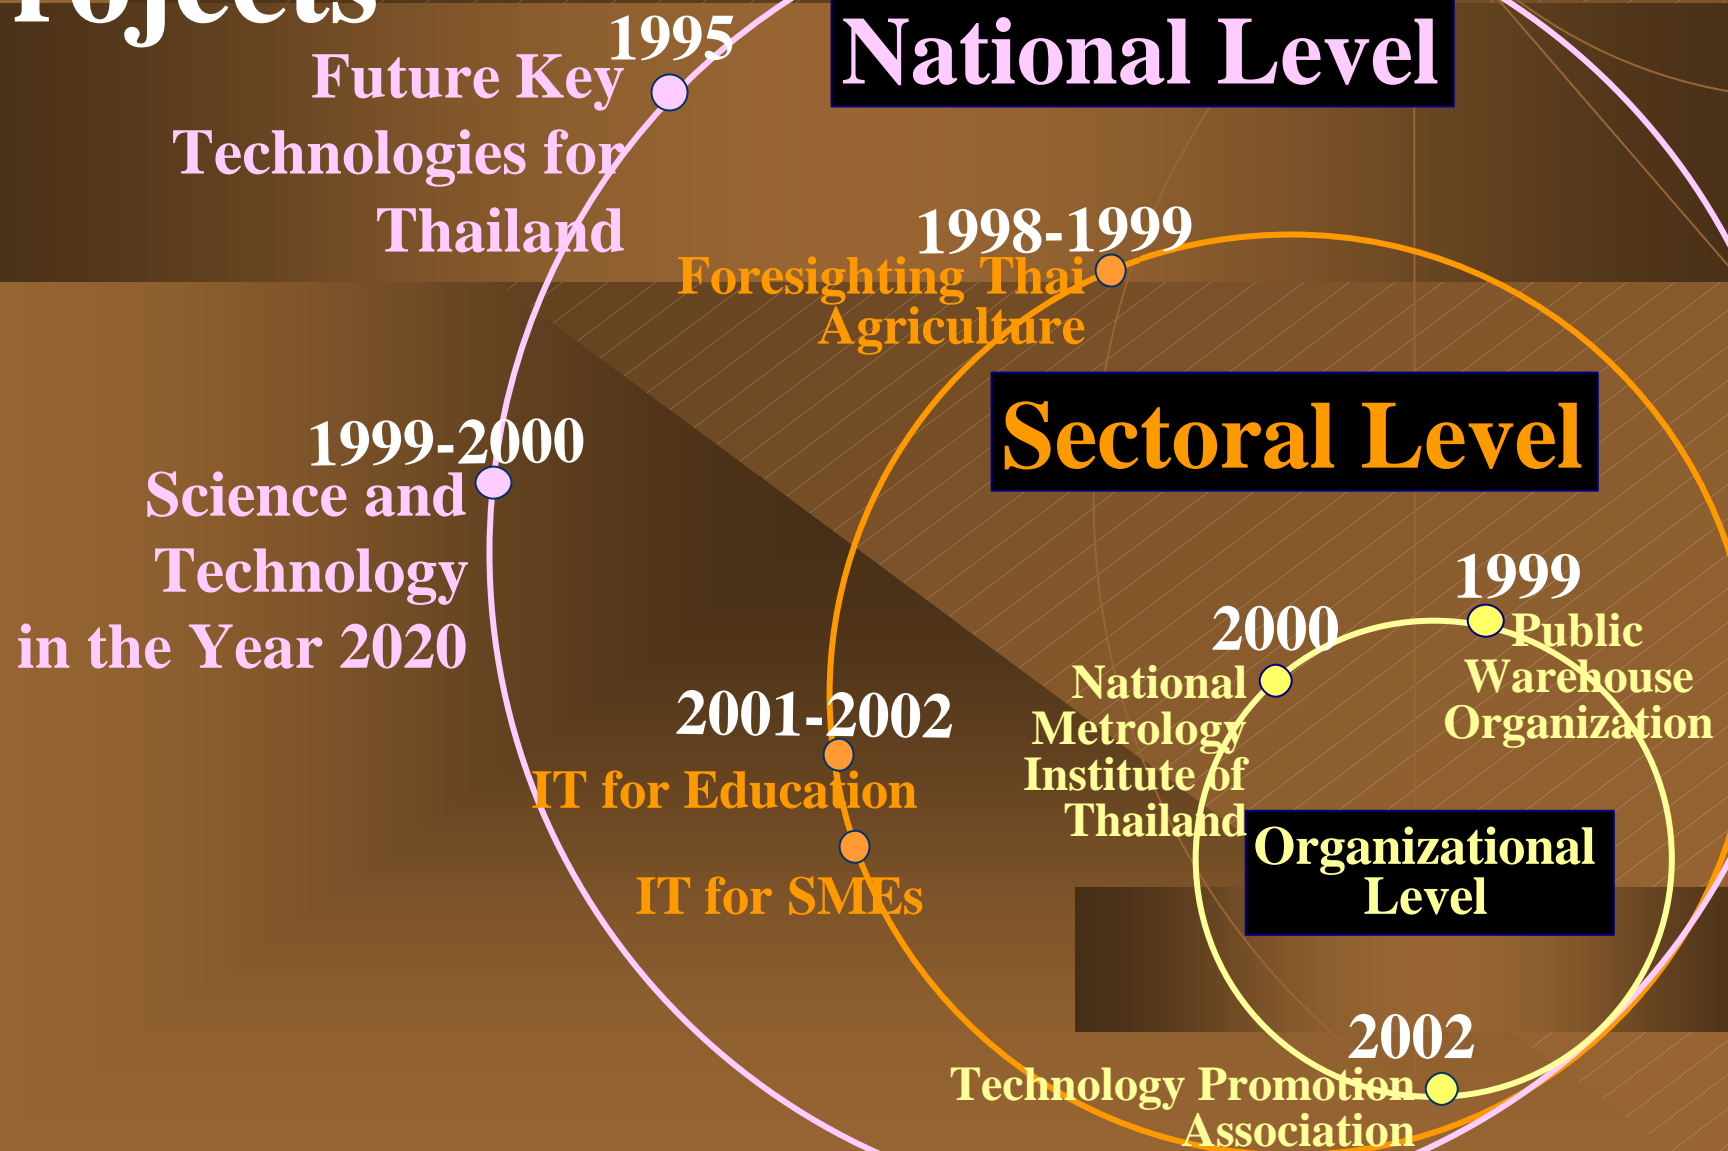 1995
National Level
Future Key
Technologies for
Thailand
1998-1999
Foresighting Thai
Agriculture
Sectoral Level
1999-2000
Science and
Technology
in the Year 2020
1999
Public
Warehouse
Organization
2000
National
Metrology
Institute of
Thailand
2001-2002
IT for Education
IT for SMEs
Organizational
Level
2002
Technology Promotion
Association